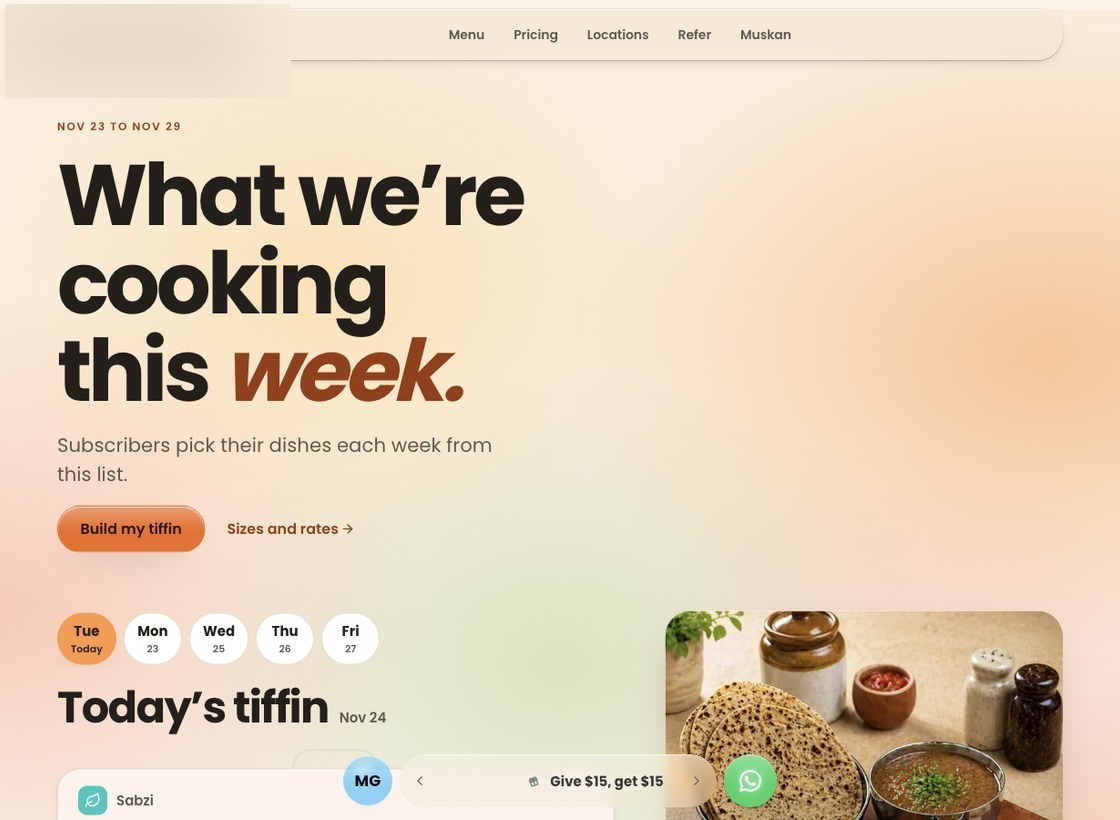 Menu Pricing Locations Refer Muskan
NOV 23 TO NOV 29
What we’re
cooking
this week.
Subscribers pick their dishes each week from
this list.
Build my tiffin Sizes and rates →
Tue Mon Wed Thu Fri
Today 23 25 26 27
Today’s tiffin Nov 24
MG Give $15, get $15
Sabzi